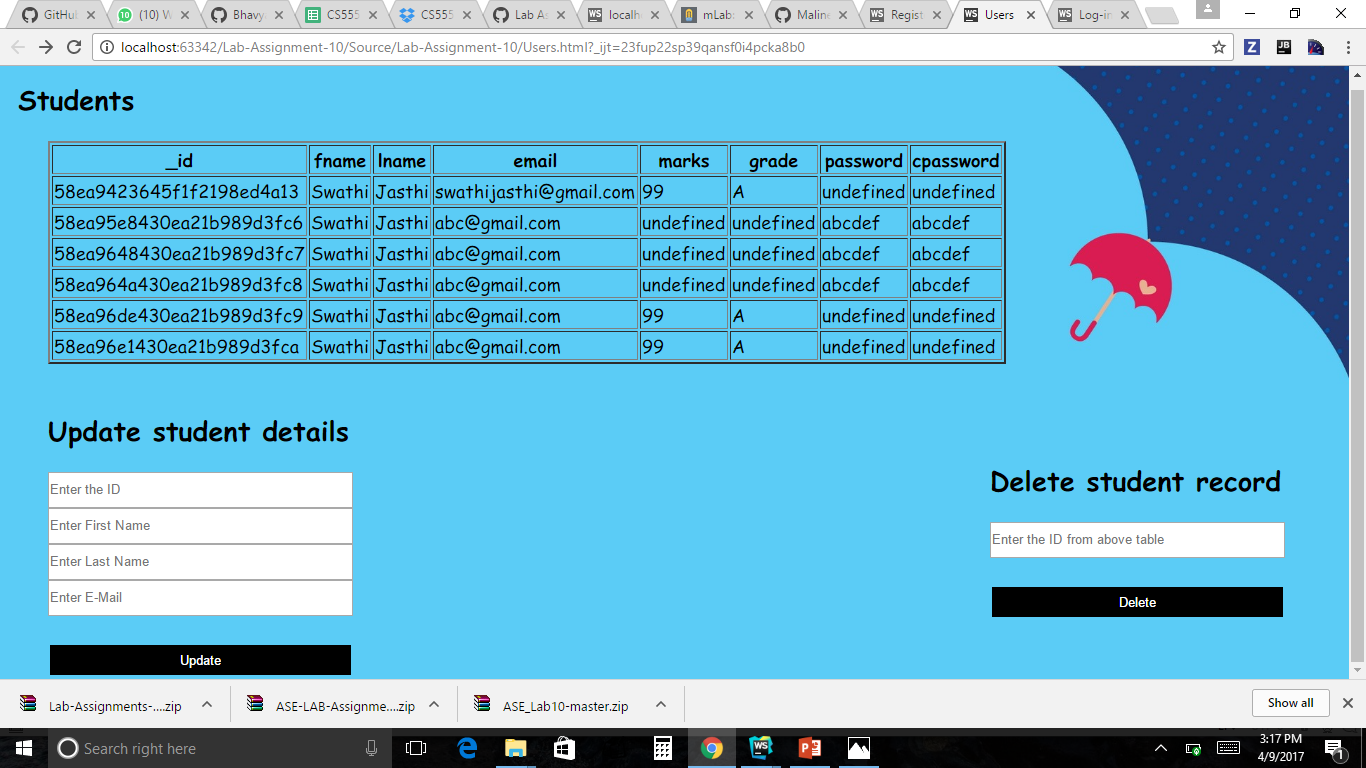 GitHub
(10) W
Bhavy
CS555
CS555
Lab As
localh
mLab:
Maline
Regist
Users
Log-in
localhost:63342/Lab-Assignment-10/Source/Lab-Assignment-10/Users.html?_ijt=23fup22sp39qansf0i4pcka8b0
Students
_id fname lname email marks grade password cpassword
58ea9423645f1f2198ed4a13 Swathi Jasthi swathijasthi@gmail.com 99 A undefined undefined
58ea95e8430ea21b989d3fc6 Swathi Jasthi abc@gmail.com undefined undefined abcdef abcdef
58ea9648430ea21b989d3fc7 Swathi Jasthi abc@gmail.com undefined undefined abcdef abcdef
58ea964a430ea21b989d3fc8 Swathi Jasthi abc@gmail.com undefined undefined abcdef abcdef
58ea96de430ea21b989d3fc9 Swathi Jasthi abc@gmail.com 99 A undefined undefined
58ea96e1430ea21b989d3fca Swathi Jasthi abc@gmail.com 99 A undefined undefined
Update student details
Enter the ID
Enter First Name
Enter Last Name
Enter E-Mail
Update
Delete student record
Enter the ID from above table
Delete
Lab-Assignments-....zip
ASE-LAB-Assignme....zip
ASE_Lab10-master.zip
Show all
Search right here
3:17 PM
4/9/2017